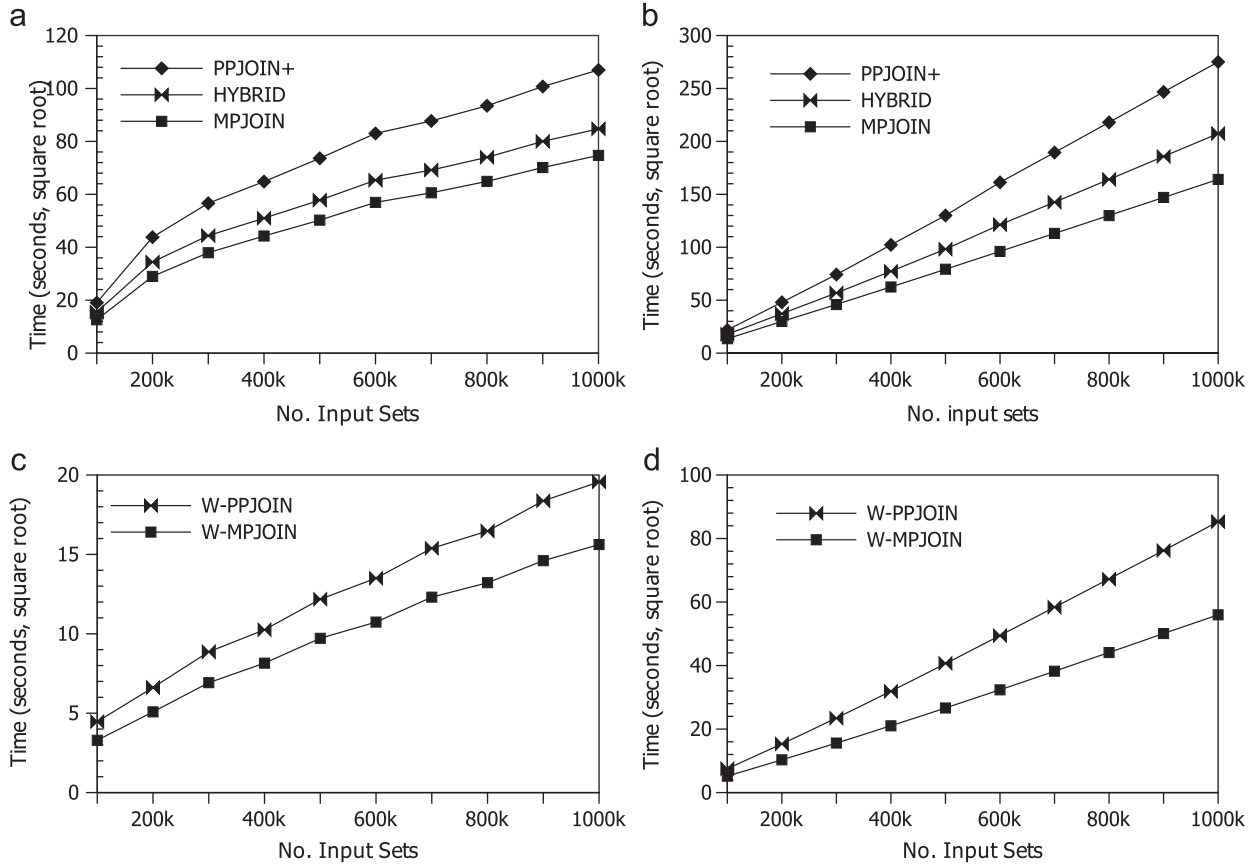 a
120
100
80
60
40
20
0
Time (seconds, square root)
PPJOIN+
HYBRID
MPJOIN
200k 400k 600k 800k 1000k
No. Input Sets
b
300
250
200
150
100
50
0
Time (seconds, square root)
PPJOIN+
HYBRID
MPJOIN
200k 400k 600k 800k 1000k
No. input sets
c
20
15
10
5
0
Time (seconds, square root)
W-PPJOIN
W-MPJOIN
200k 400k 600k 800k 1000k
No. Input Sets
d
100
80
60
40
20
0
Time (seconds, square root)
W-PPJOIN
W-MPJOIN
200k 400k 600k 800k 1000k
No. Input Sets